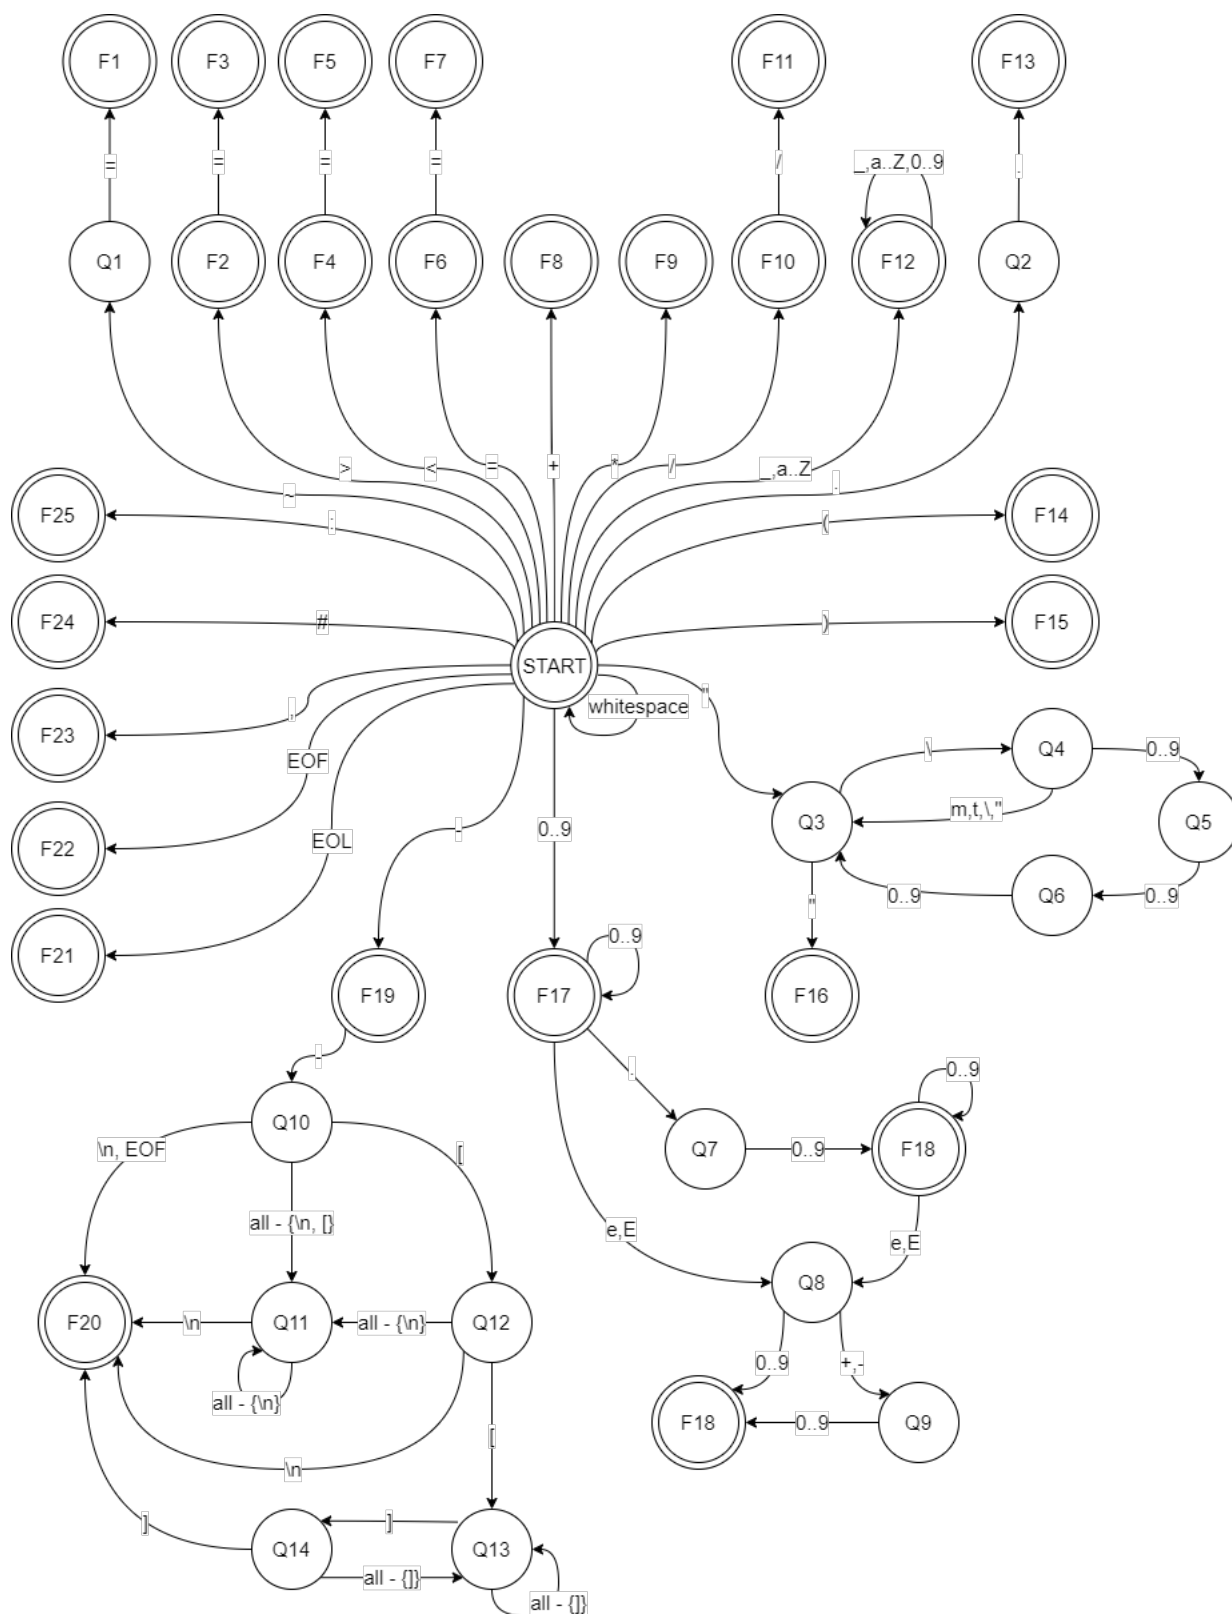 F1 F3 F5 F7 F11 F13
= = = = / .
_,a..Z,0..9
Q1 F2 F4 F6 F8 F9 F10 F12 Q2
~ > < = + * / _,a..Z .
F25 : ( F14
F24 # ) F15
START
whitespace "
F23 ,
EOF
F22
EOL
F21
- 0..9
\ Q4 0..9
Q3 m,t,\," Q5
0..9 Q6 0..9
"
0..9
F19 F17 F16
- .
Q10
\n, EOF [
all - {\n, [}
0..9
Q7 0..9 F18
e,E e,E
Q8
F20 \n Q11 all - {\n} Q12
all - {\n}
0..9 +,-
F18 0..9 Q9
\n [
] Q14 ] Q13
all - {]}
all - {]}